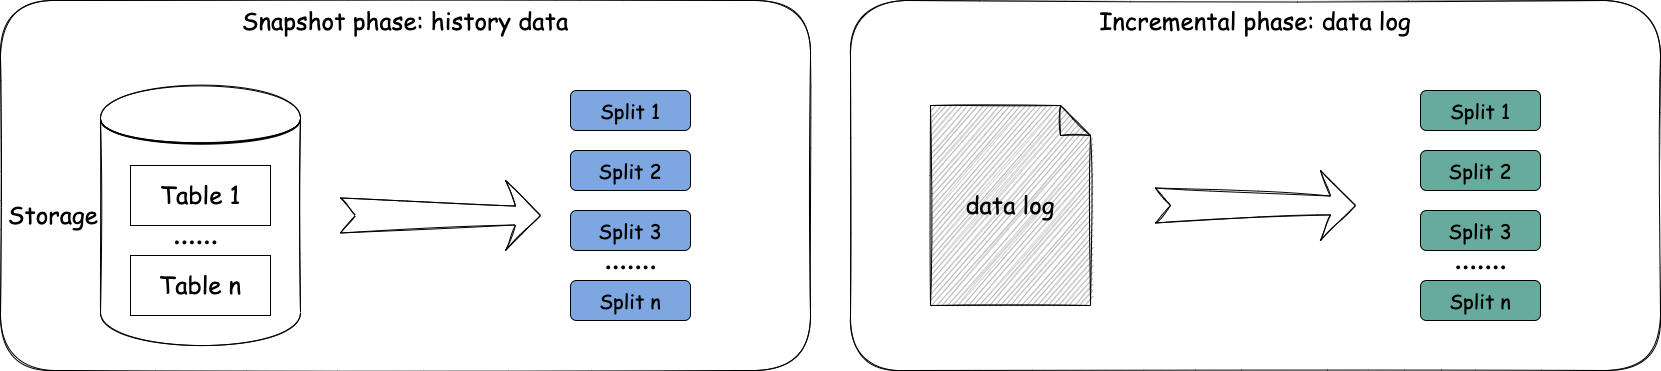 Snapshot phase: history data
Storage
Table 1
......
Table n
Split 1
Split 2
Split 3
.......
Split n
Incremental phase: data log
data log
Split 1
Split 2
Split 3
.......
Split n